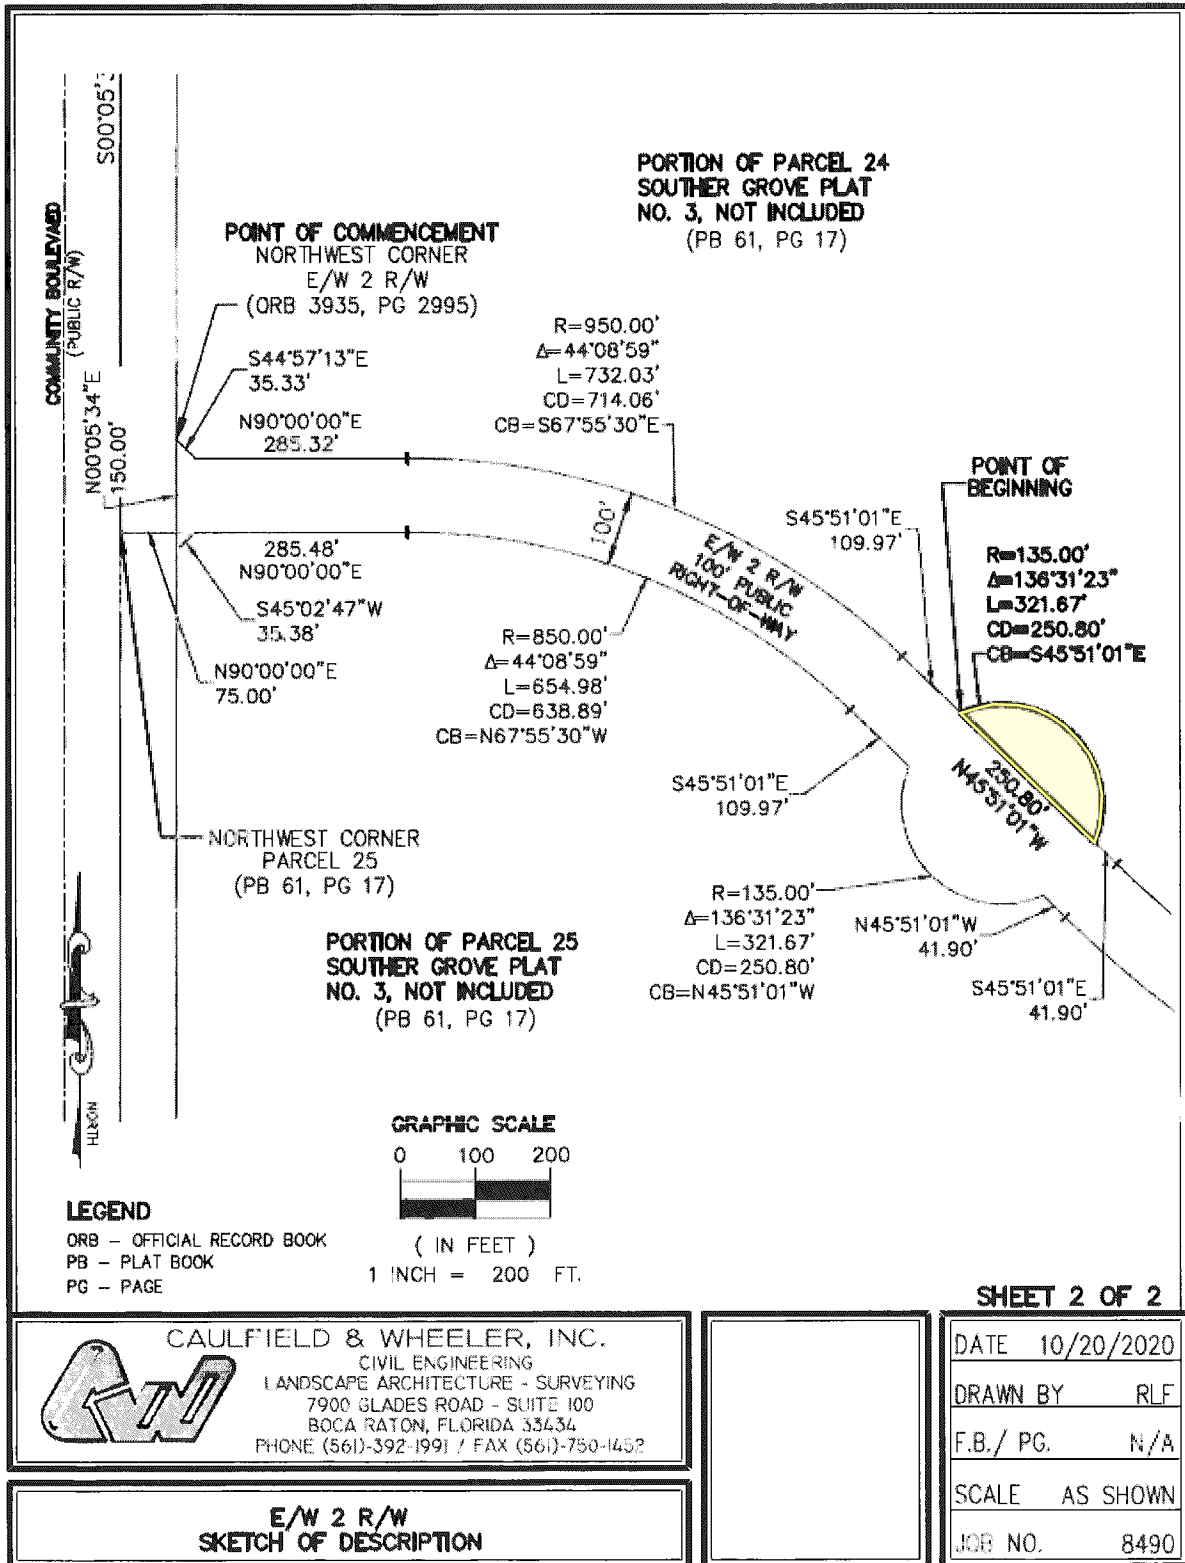 S00°05'
COMMUNITY BOULEVAED
(PUBLIC R/W)
N00°05'34"E
150.00'
POINT OF COMMENCEMENT
NORTHWEST CORNER
E/W 2 R/W
(ORB 3935, PG 2995)
PORTION OF PARCEL 24
SOUTHER GROVE PLAT
NO. 3, NOT INCLUDED
(PB 61, PG 17)
S44°57'13"E
35.33'
N90°00'00"E
285.32'
R=950.00'
Δ=44°08'59"
L=732.03'
CD=714.06'
CB=S67°55'30"E
POINT OF
BEGINNING
S45°51'01"E
109.97'
R=135.00'
Δ=136°31'23"
L=321.67'
CD=250.80'
CB=S45°51'01"E
100'
E/W 2 R/W
100' PUBLIC
RIGHT-OF-WAY
285.48'
N90°00'00"E
S45°02'47"W
35.38'
N90°00'00"E
75.00'
R=850.00'
Δ=44°08'59"
L=654.98'
CD=638.89'
CB=N67°55'30"W
250.80'
N45°51'01"W
S45°51'01"E
109.97'
NORTHWEST CORNER
PARCEL 25
(PB 61, PG 17)
R=135.00'
Δ=136°31'23"
L=321.67'
CD=250.80'
CB=N45°51'01"W
N45°51'01"W
41.90'
S45°51'01"E
41.90'
PORTION OF PARCEL 25
SOUTHER GROVE PLAT
NO. 3, NOT INCLUDED
(PB 61, PG 17)
NORTH
GRAPHIC SCALE
0 100 200
( IN FEET )
1 INCH = 200 FT.
LEGEND
ORB - OFFICIAL RECORD BOOK
PB - PLAT BOOK
PG - PAGE
SHEET 2 OF 2
CAULFIELD & WHEELER, INC.
CIVIL ENGINEERING
LANDSCAPE ARCHITECTURE - SURVEYING
7900 GLADES ROAD - SUITE 100
BOCA RATON, FLORIDA 33434
PHONE (561)-392-1991 / FAX (561)-750-1452
E/W 2 R/W
SKETCH OF DESCRIPTION
DATE 10/20/2020
DRAWN BY RLF
F.B./ PG. N/A
SCALE AS SHOWN
JOB NO. 8490